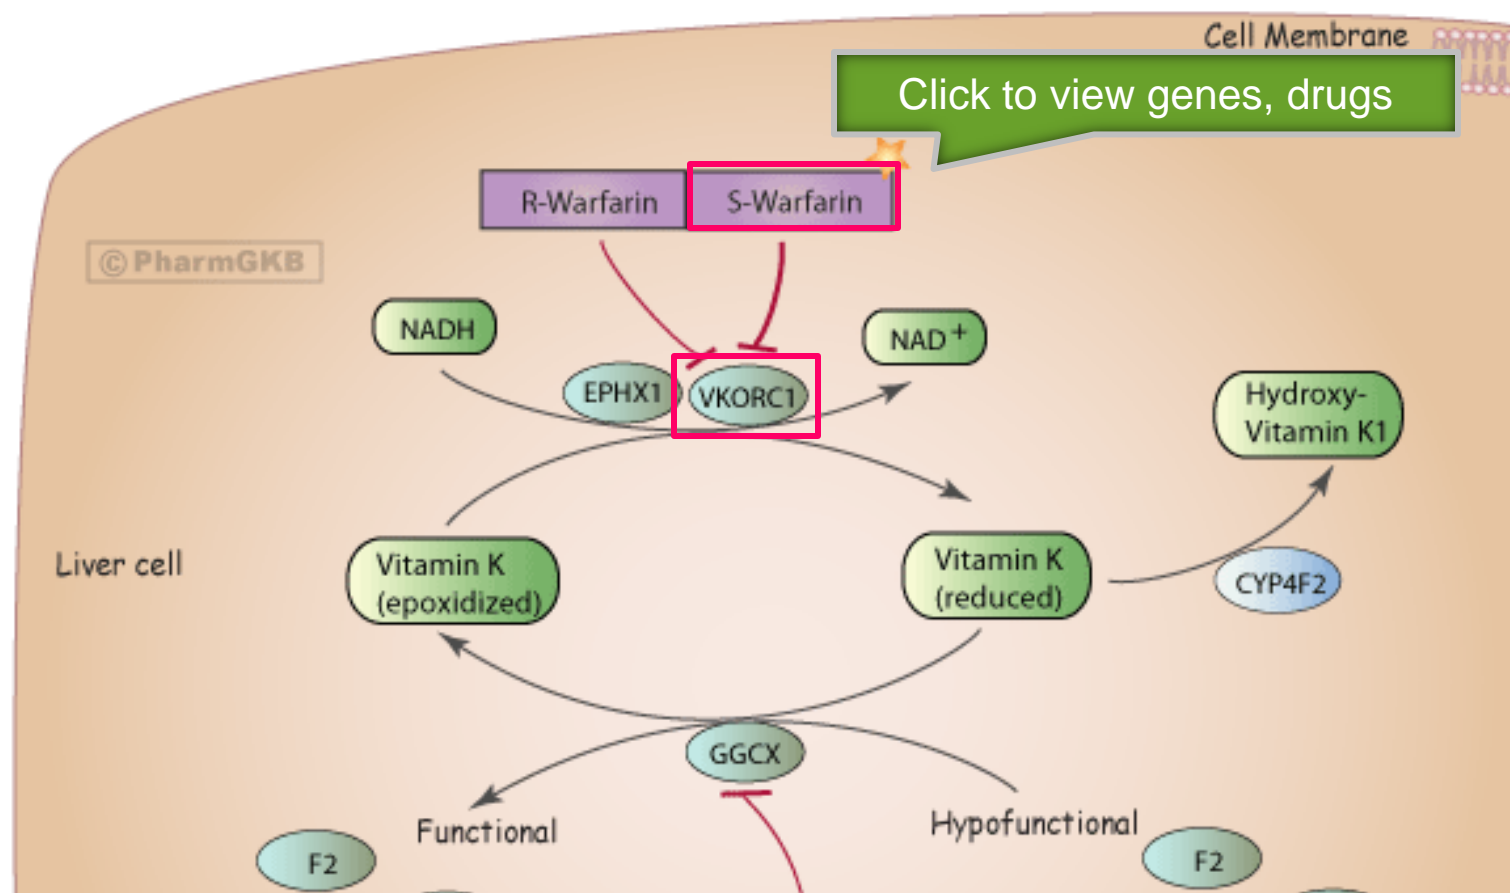 Cell Membrane
Click to view genes, drugs
R-Warfarin
S-Warfarin
© PharmGKB
NADH
NAD+
EPHX1
VKORC1
Hydroxy-
Vitamin K1
Liver cell
Vitamin K
(epoxidized)
Vitamin K
(reduced)
CYP4F2
GGCX
Functional
Hypofunctional
F2
F2